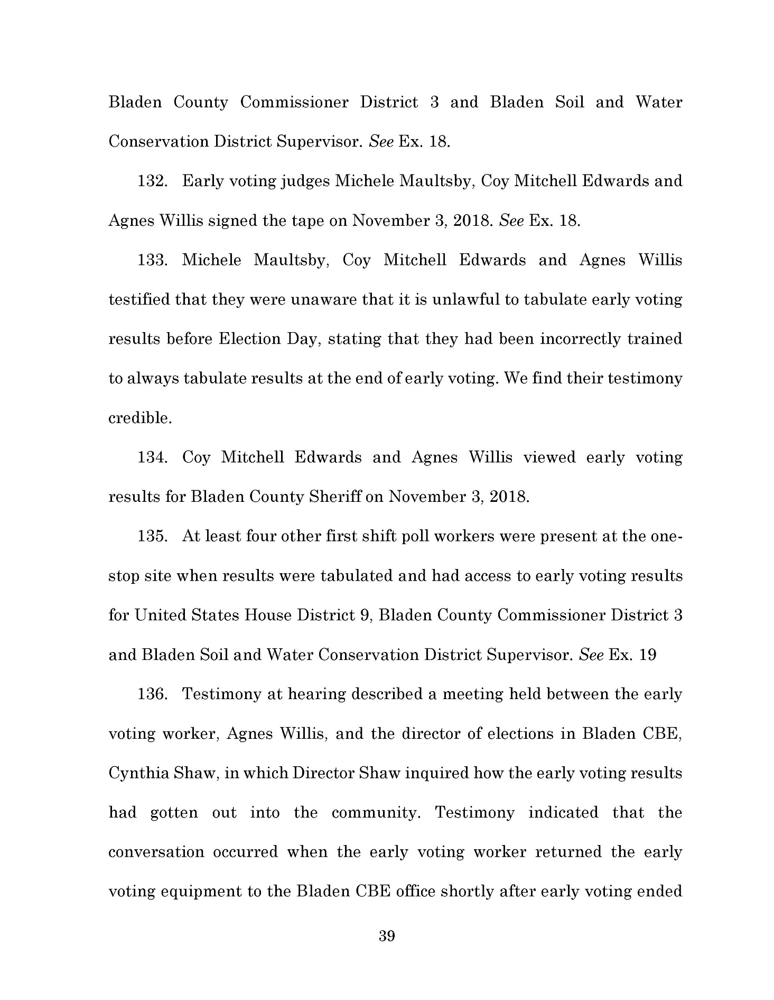 Bladen County Commissioner District 3 and Bladen Soil and Water
Conservation District Supervisor. See Ex. 18.
132. Early voting judges Michele Maultsby, Coy Mitchell Edwards and
Agnes Willis signed the tape on November 3, 2018. See Ex. 18.
133. Michele Maultsby, Coy Mitchell Edwards and Agnes Willis
testified that they were unaware that it is unlawful to tabulate early voting
results before Election Day, stating that they had been incorrectly trained
to always tabulate results at the end of early voting. We find their testimony
credible.
134. Coy Mitchell Edwards and Agnes Willis viewed early voting
results for Bladen County Sheriff on November 3, 2018.
135. At least four other first shift poll workers were present at the one-
stop site when results were tabulated and had access to early voting results
for United States House District 9, Bladen County Commissioner District 3
and Bladen Soil and Water Conservation District Supervisor. See Ex. 19
136. Testimony at hearing described a meeting held between the early
voting worker, Agnes Willis, and the director of elections in Bladen CBE,
Cynthia Shaw, in which Director Shaw inquired how the early voting results
had gotten out into the community. Testimony indicated that the
conversation occurred when the early voting worker returned the early
voting equipment to the Bladen CBE office shortly after early voting ended
39